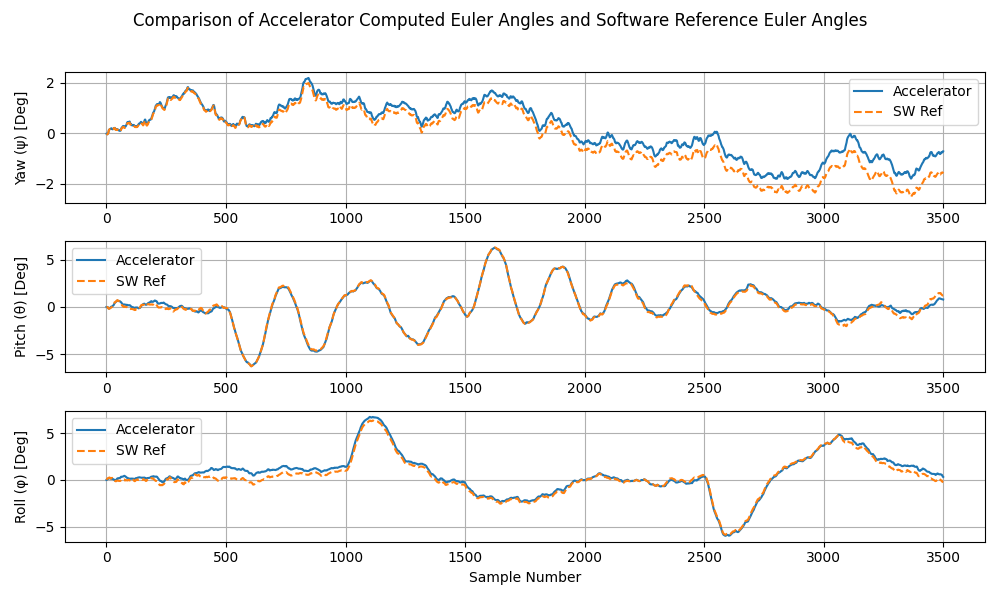 Comparison of Accelerator Computed Euler Angles and Software Reference Euler Angles
Yaw (ψ) [Deg]
2
0
−2
Accelerator
SW Ref
0 500 1000 1500 2000 2500 3000 3500
Pitch (θ) [Deg]
5
0
−5
Accelerator
SW Ref
0 500 1000 1500 2000 2500 3000 3500
Roll (φ) [Deg]
5
0
−5
Accelerator
SW Ref
0 500 1000 1500 2000 2500 3000 3500
Sample Number